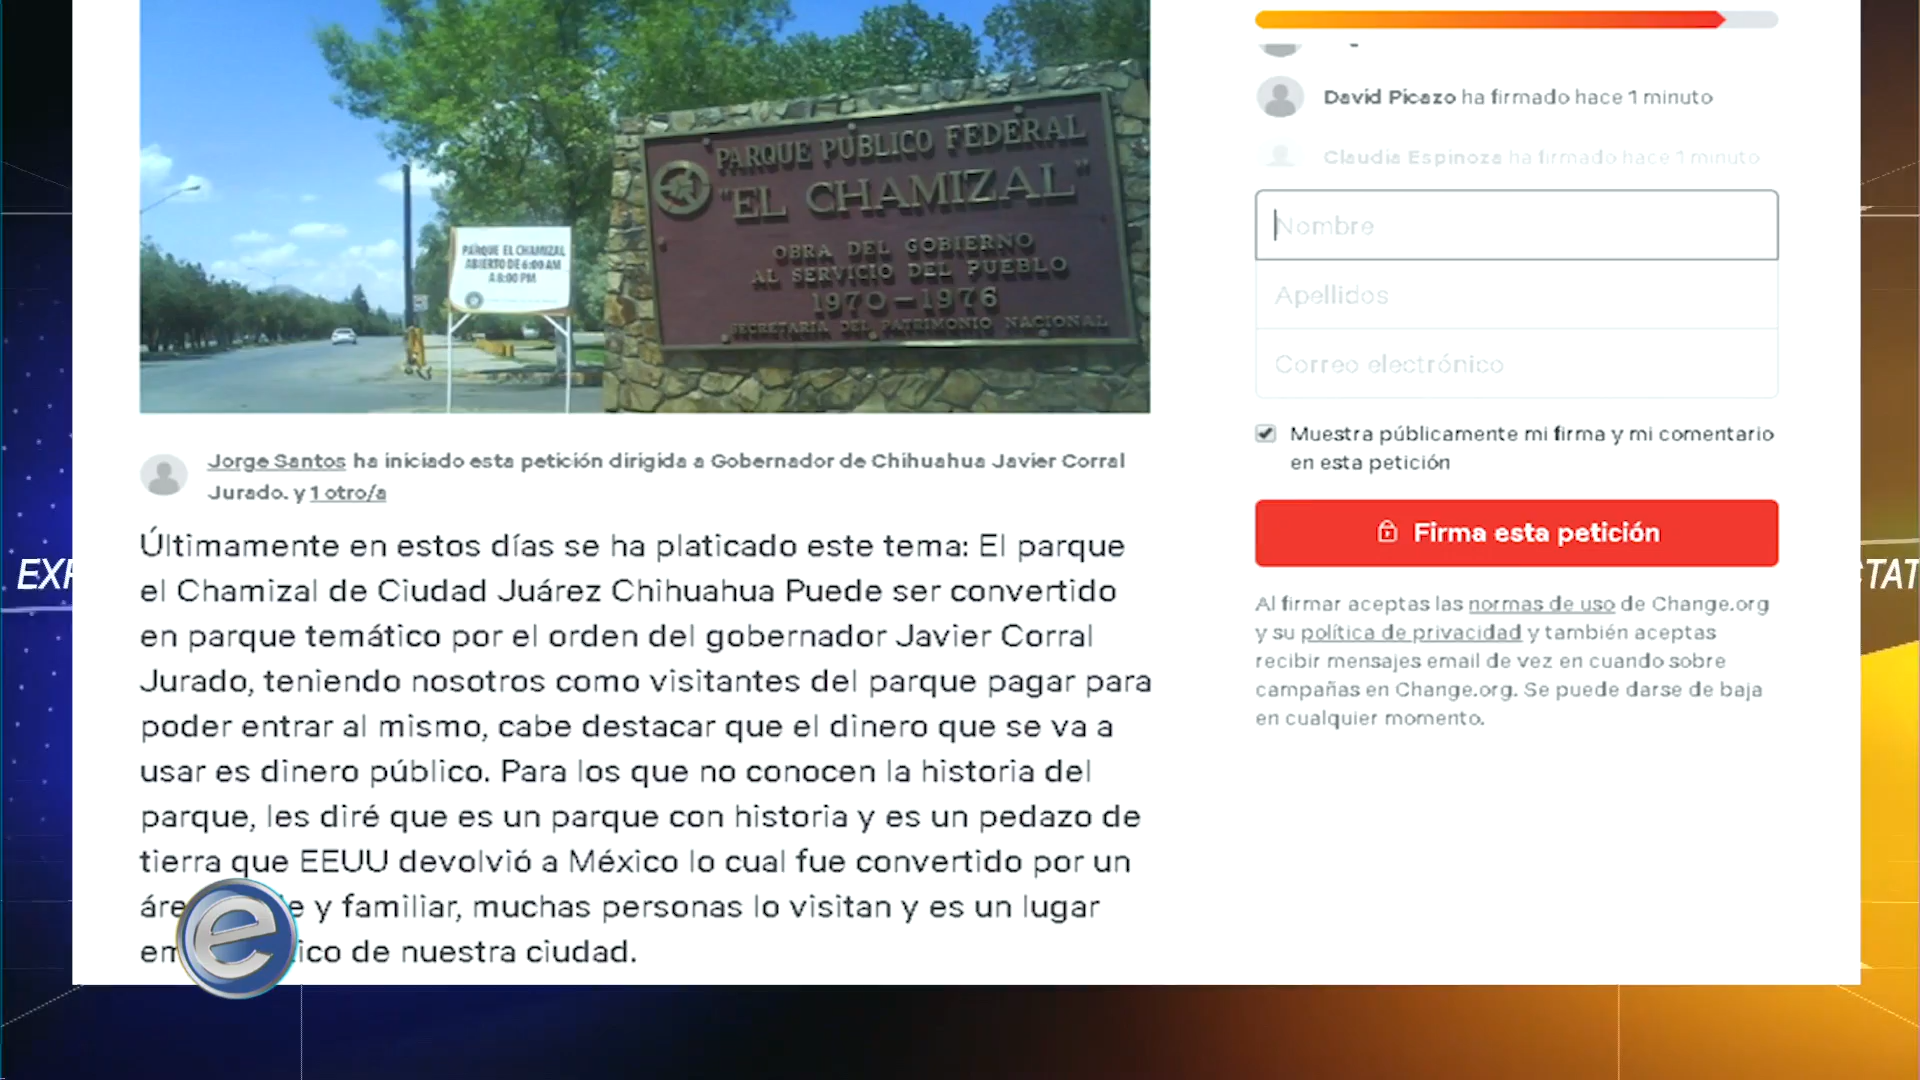 PARQUE PÚBLICO FEDERAL
"EL CHAMIZAL"
OBRA DEL GOBIERNO
AL SERVICIO DEL PUEBLO
1970 - 1976
SECRETARIA DEL PATRIMONIO NACIONAL
PARQUE EL CHAMIZAL
ABIERTO DE 6:00 AM
A 8:00 PM
Jorge Santos ha iniciado esta petición dirigida a Gobernador de Chihuahua Javier Corral
Jurado. y 1 otro/a
Últimamente en estos días se ha platicado este tema: El parque
el Chamizal de Ciudad Juárez Chihuahua Puede ser convertido
en parque temático por el orden del gobernador Javier Corral
Jurado, teniendo nosotros como visitantes del parque pagar para
poder entrar al mismo, cabe destacar que el dinero que se va a
usar es dinero público. Para los que no conocen la historia del
parque, les diré que es un parque con historia y es un pedazo de
tierra que EEUU devolvió a México lo cual fue convertido por un
y familiar, muchas personas lo visitan y es un lugar
de nuestra ciudad.
David Picazo ha firmado hace 1 minuto
Claudia Espinoza ha firmado hace 1 minuto
Nombre
Apellidos
Correo electrónico
Muestra públicamente mi firma y mi comentario
en esta petición
Firma esta petición
Al firmar aceptas las normas de uso de Change.org
y su política de privacidad y también aceptas
recibir mensajes email de vez en cuando sobre
campañas en Change.org. Se puede darse de baja
en cualquier momento.
EXP
TAT
e